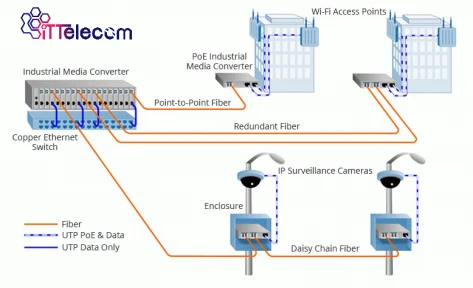 iTTelecom
Wi-Fi Access Points
PoE Industrial
Media Converter
Industrial Media Converter
Point-to-Point Fiber
Redundant Fiber
Copper Ethernet
Switch
IP Surveillance Cameras
Enclosure
Fiber
UTP PoE & Data
UTP Data Only
Daisy Chain Fiber